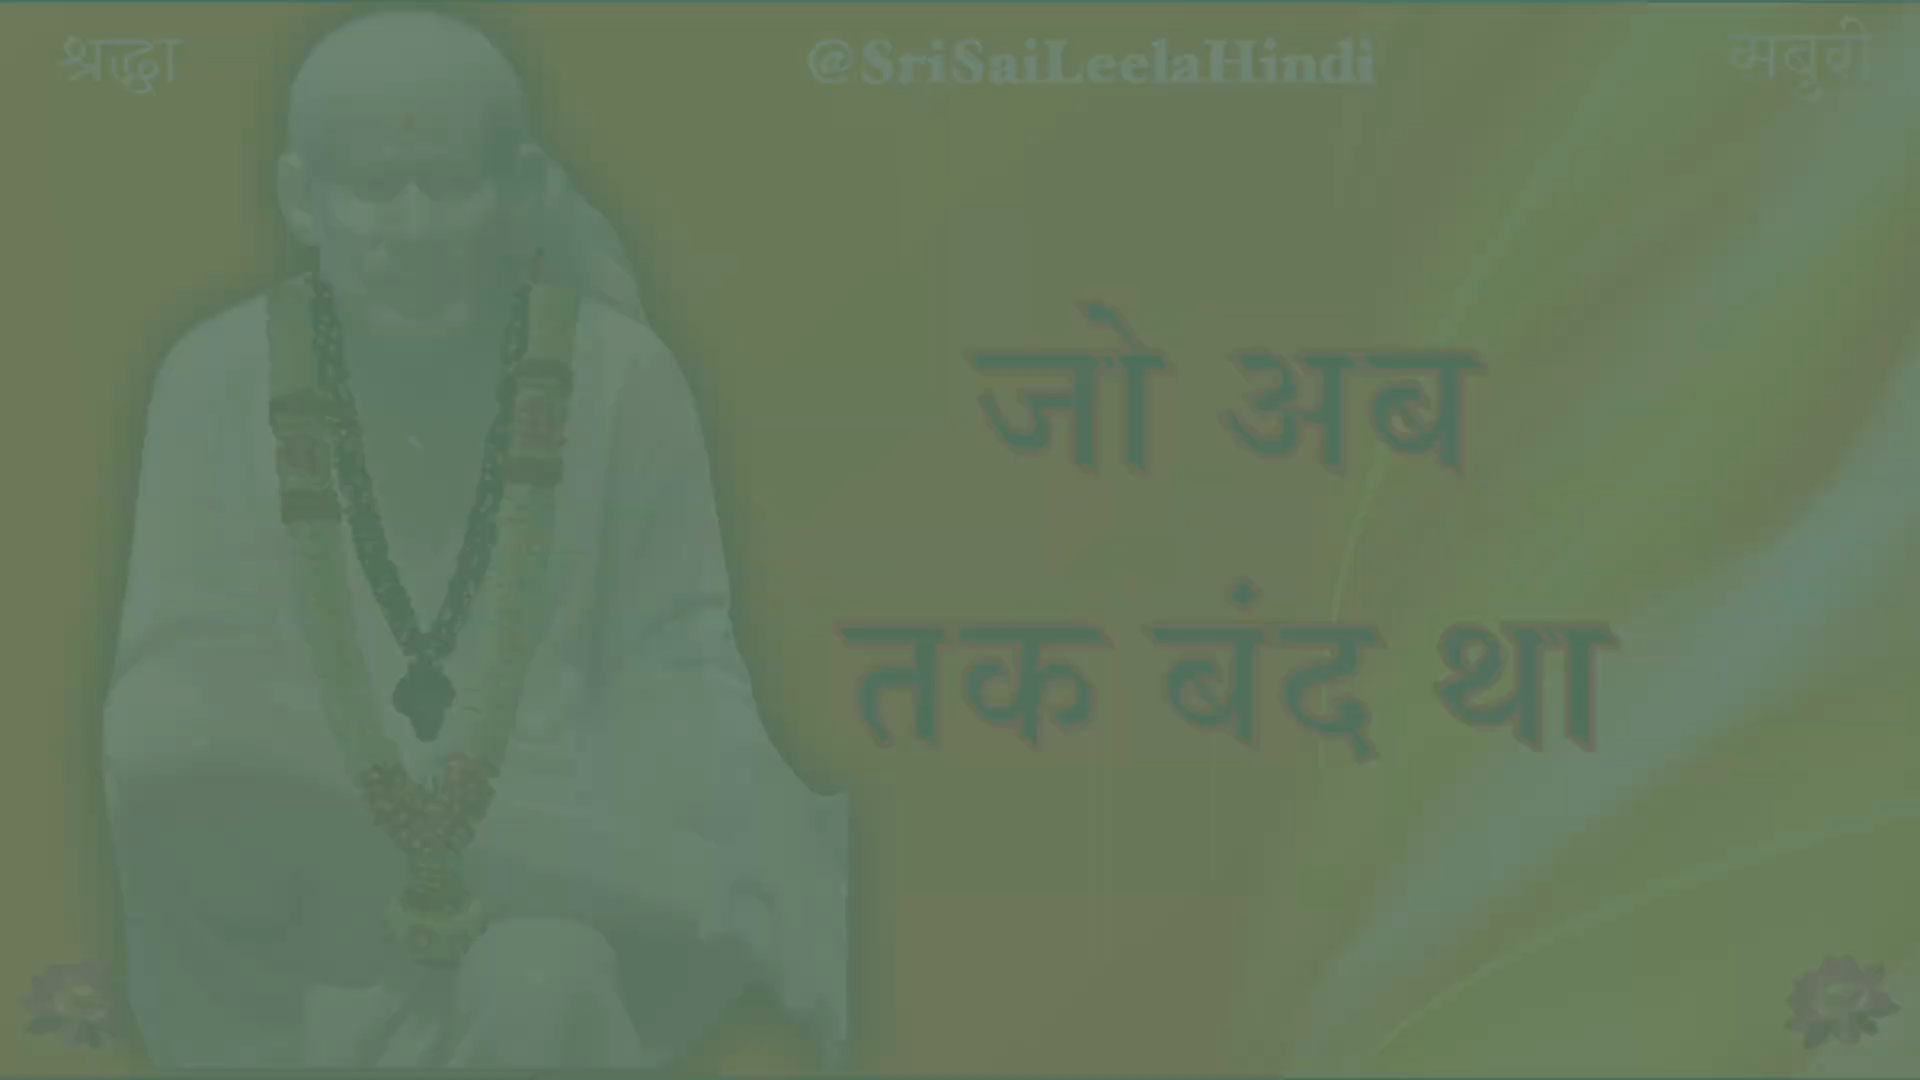 श्रद्धा
@SriSaiLeelaHindi
सबुरी
जो अब
तक बंद था